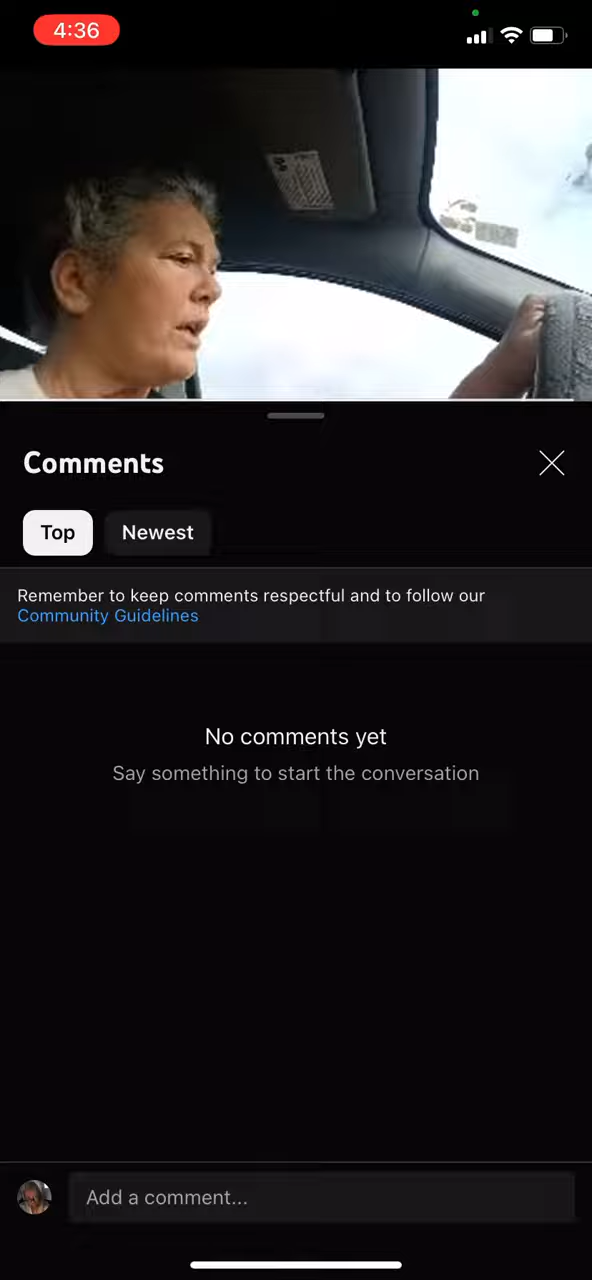 4:36
Comments
Top
Newest
Remember to keep comments respectful and to follow our
Community Guidelines
No comments yet
Say something to start the conversation
Add a comment...